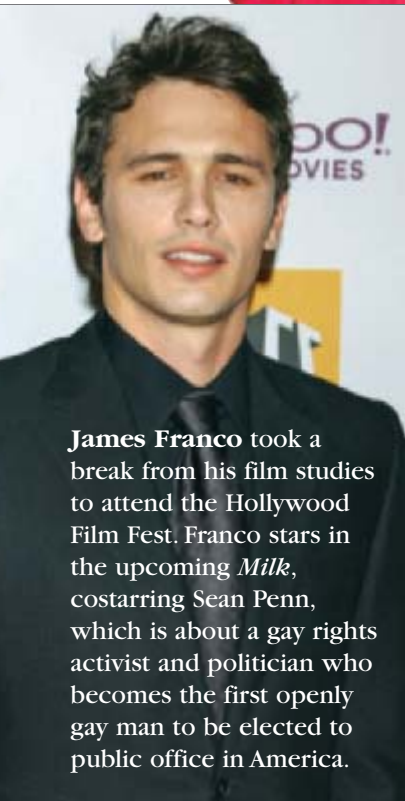 oo!
OVIES
James Franco took a
break from his film studies
to attend the Hollywood
Film Fest. Franco stars in
the upcoming Milk,
costarring Sean Penn,
which is about a gay rights
activist and politician who
becomes the first openly
gay man to be elected to
public office in America.